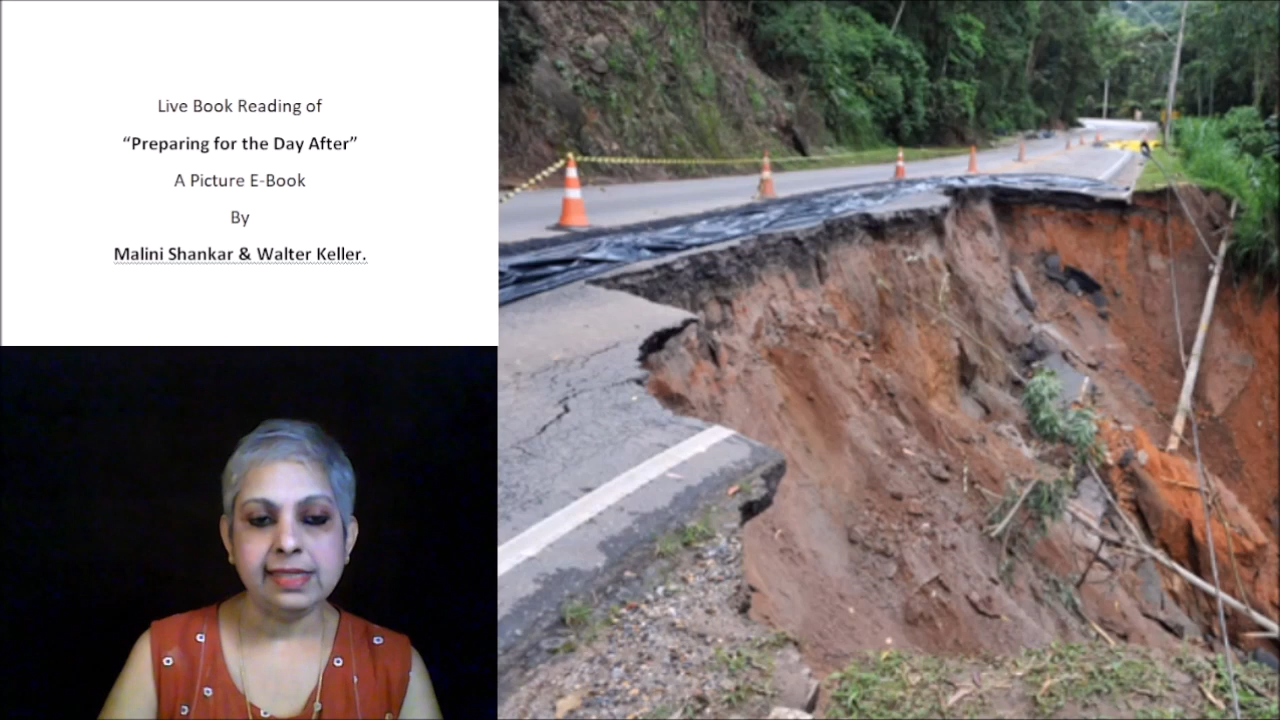 Live Book Reading of
“Preparing for the Day After”
A Picture E-Book
By
Malini Shankar & Walter Keller.